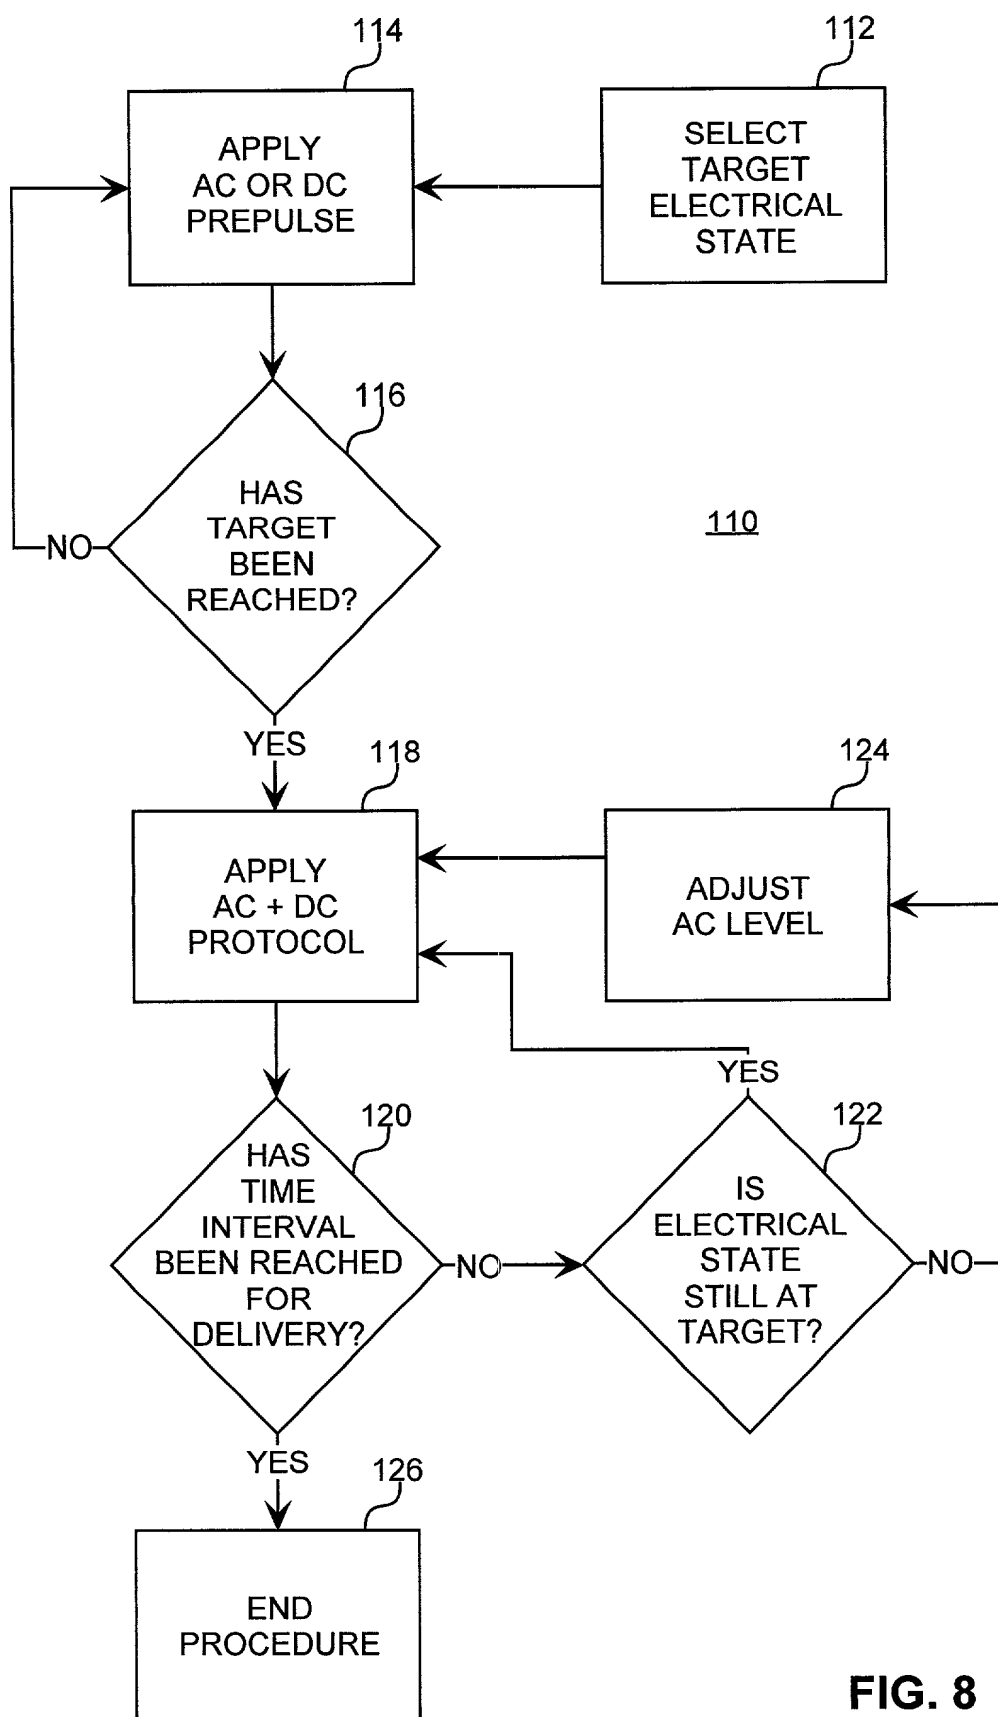 114
112
APPLY
AC OR DC
PREPULSE
SELECT
TARGET
ELECTRICAL
STATE
116
HAS
TARGET
BEEN
REACHED?
NO
110
YES
118
124
APPLY
AC + DC
PROTOCOL
ADJUST
AC LEVEL
YES
120
122
HAS
TIME
INTERVAL
BEEN REACHED
FOR
DELIVERY?
NO
IS
ELECTRICAL
STATE
STILL AT
TARGET?
NO
YES
126
END
PROCEDURE
FIG. 8